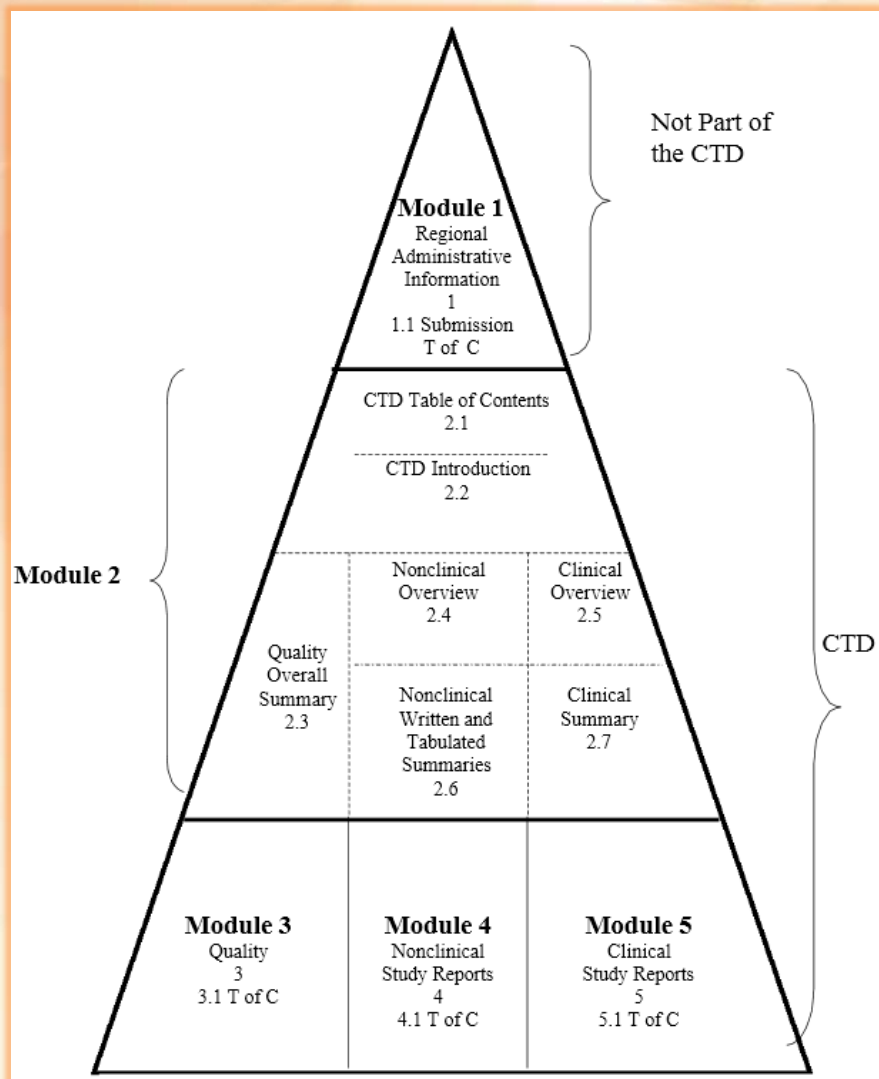 Not Part of
the CTD
Module 1
Regional
Administrative
Information
1
1.1 Submission
T of C
CTD Table of Contents
2.1
CTD Introduction
2.2
Module 2
Nonclinical
Overview
2.4
Clinical
Overview
2.5
CTD
Quality
Overall
Summary
2.3
Nonclinical
Written and
Tabulated
Summaries
2.6
Clinical
Summary
2.7
Module 3
Quality
3
3.1 T of C
Module 4
Nonclinical
Study Reports
4
4.1 T of C
Module 5
Clinical
Study Reports
5
5.1 T of C